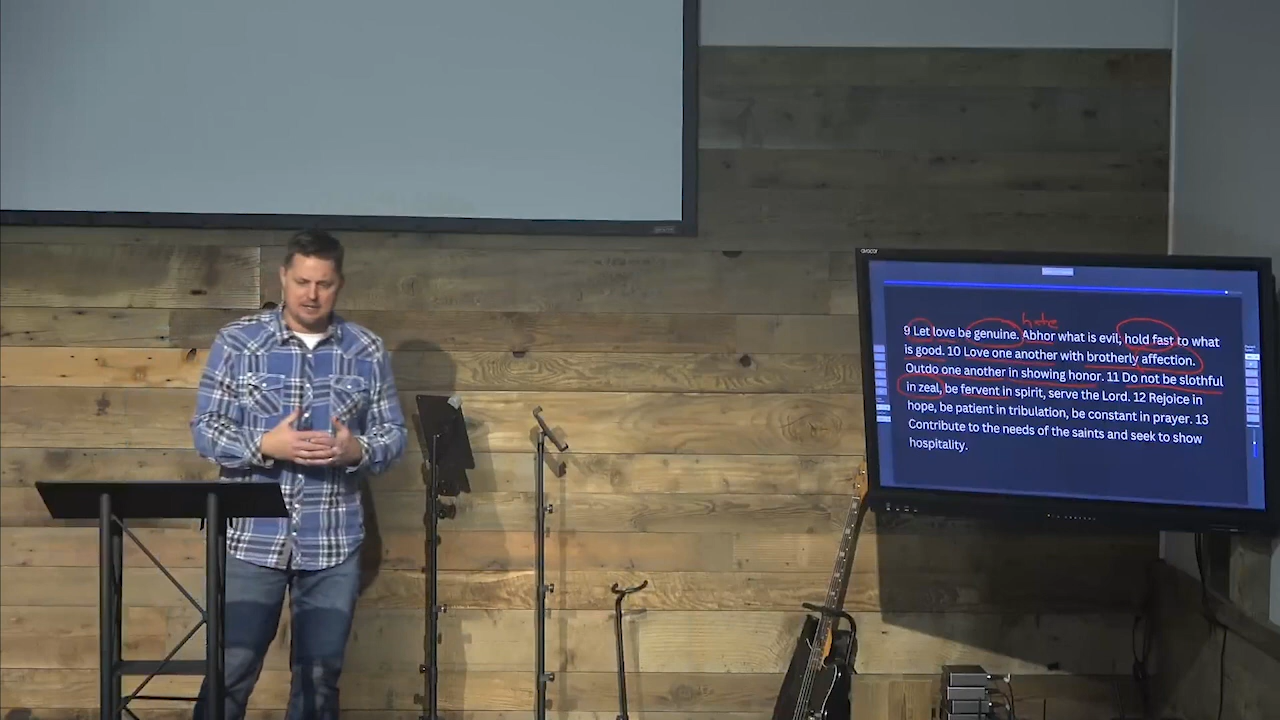 avocor
hate
9 Let love be genuine. Abhor what is evil, hold fast to what
is good. 10 Love one another with brotherly affection.
Outdo one another in showing honor. 11 Do not be slothful
in zeal, be fervent in spirit, serve the Lord. 12 Rejoice in
hope, be patient in tribulation, be constant in prayer. 13
Contribute to the needs of the saints and seek to show
hospitality.